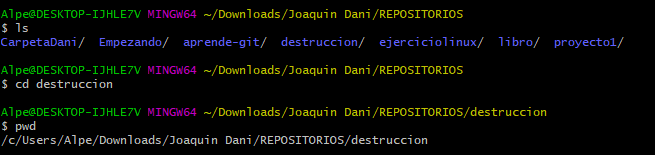 Alpe@DESKTOP-IJHLE7V MINGW64 ~/Downloads/Joaquin Dani/REPOSITORIOS
$ ls
CarpetaDani/  Empezando/  aprende-git/  destruccion/  ejerciciolinux/  libro/  proyecto1/
Alpe@DESKTOP-IJHLE7V MINGW64 ~/Downloads/Joaquin Dani/REPOSITORIOS
$ cd destruccion
Alpe@DESKTOP-IJHLE7V MINGW64 ~/Downloads/Joaquin Dani/REPOSITORIOS/destruccion
$ pwd
/c/Users/Alpe/Downloads/Joaquin Dani/REPOSITORIOS/destruccion